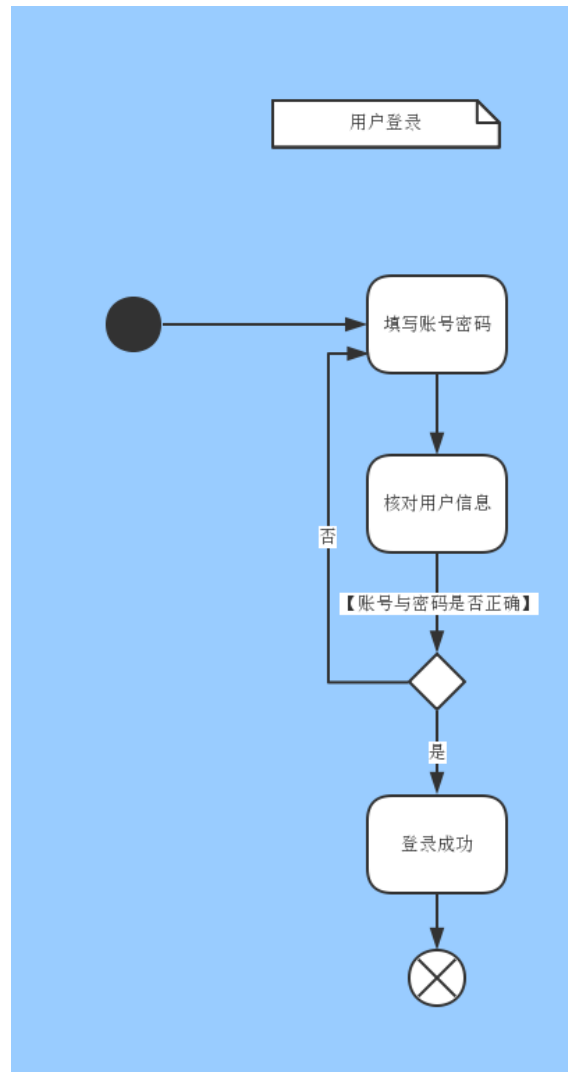 用户登录
填写账号密码
核对用户信息
否
【账号与密码是否正确】
是
登录成功